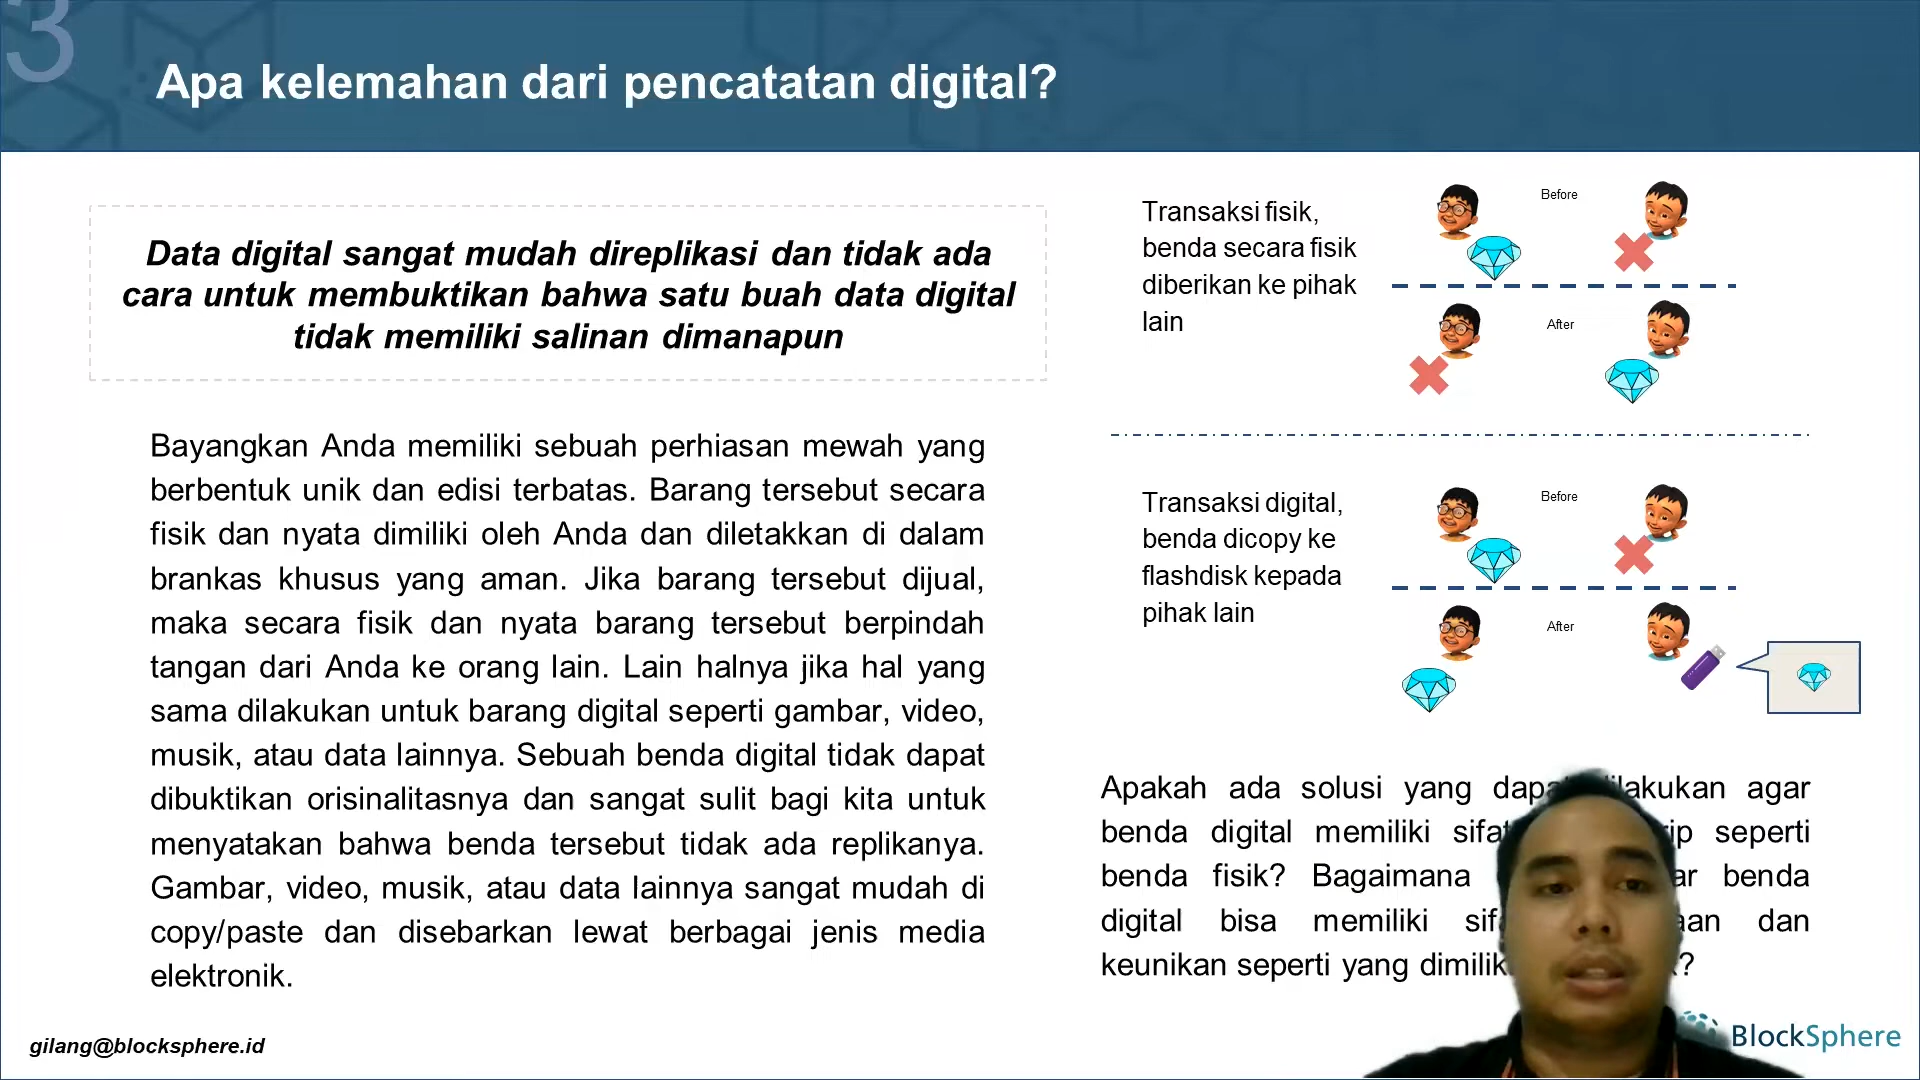 3
Apa kelemahan dari pencatatan digital?
Data digital sangat mudah direplikasi dan tidak ada
cara untuk membuktikan bahwa satu buah data digital
tidak memiliki salinan dimanapun
Bayangkan Anda memiliki sebuah perhiasan mewah yang
berbentuk unik dan edisi terbatas. Barang tersebut secara
fisik dan nyata dimiliki oleh Anda dan diletakkan di dalam
brankas khusus yang aman. Jika barang tersebut dijual,
maka secara fisik dan nyata barang tersebut berpindah
tangan dari Anda ke orang lain. Lain halnya jika hal yang
sama dilakukan untuk barang digital seperti gambar, video,
musik, atau data lainnya. Sebuah benda digital tidak dapat
dibuktikan orisinalitasnya dan sangat sulit bagi kita untuk
menyatakan bahwa benda tersebut tidak ada replikanya.
Gambar, video, musik, atau data lainnya sangat mudah di
copy/paste dan disebarkan lewat berbagai jenis media
elektronik.
Transaksi fisik,
benda secara fisik
diberikan ke pihak
lain
Before
After
Transaksi digital,
benda dicopy ke
flashdisk kepada
pihak lain
Before
After
Apakah ada solusi yang agar
benda digital memiliki seperti
benda fisik? Bagaimana benda
digital bisa memiliki dan
keunikan seperti yang
gilang@blocksphere.id
BlockSphere